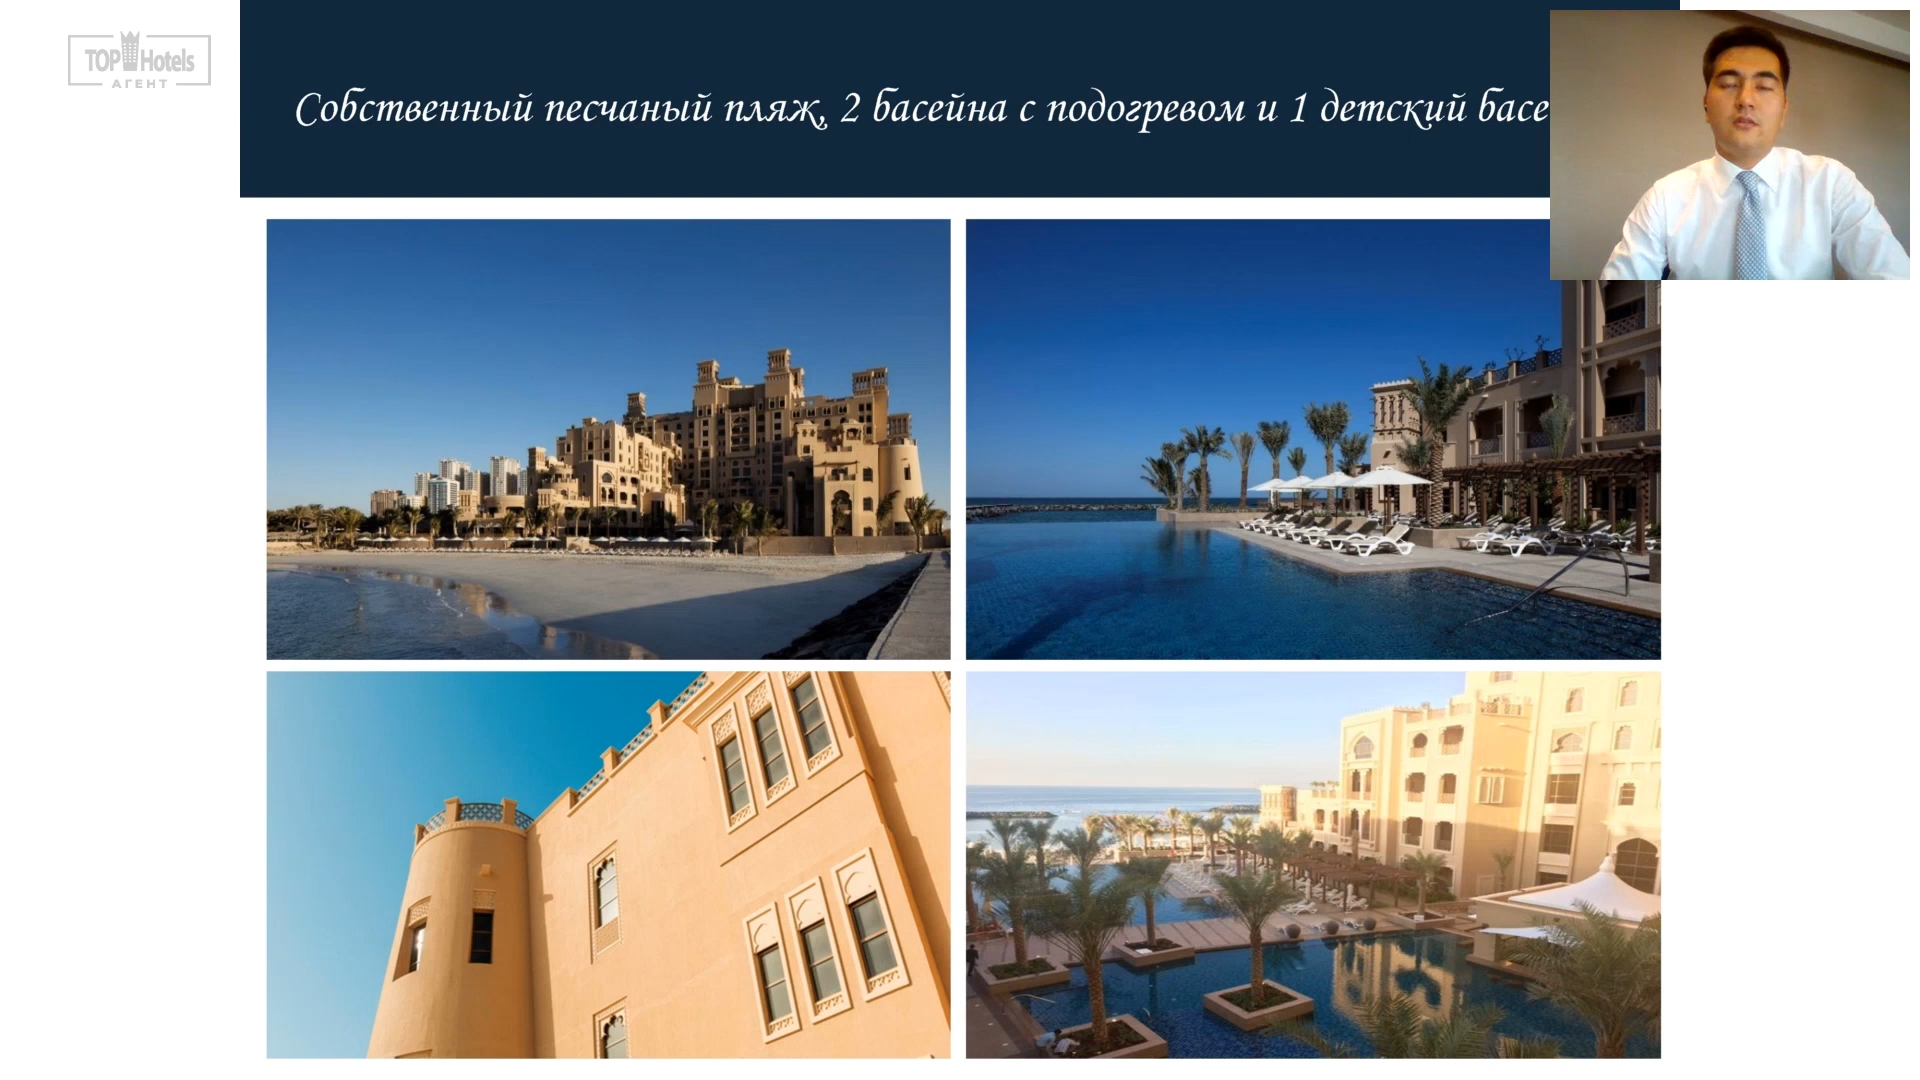 TOP Hotels
АГЕНТ
Собственный песчаный пляж, 2 басейна с подогревом и 1 детский басе